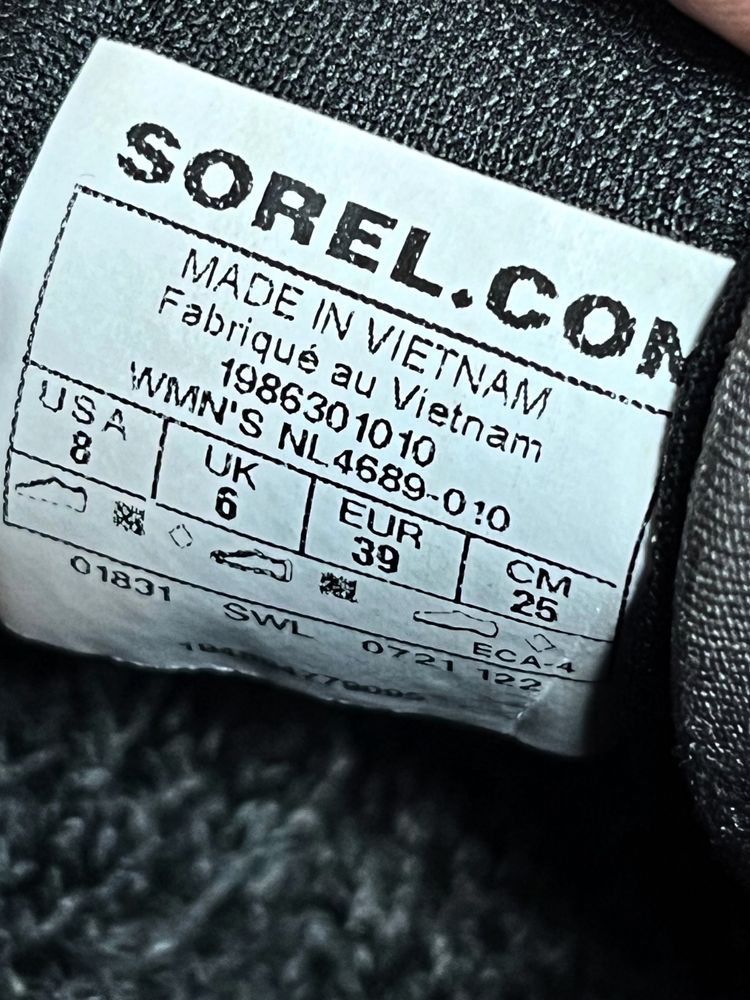 SOREL.COM
MADE IN VIETNAM
Fabriqué au Vietnam
1986301010
WMN'S NL4689-010
USA UK EUR CM
8 6 39 25
01831 SWL 0721 122 ECA-4